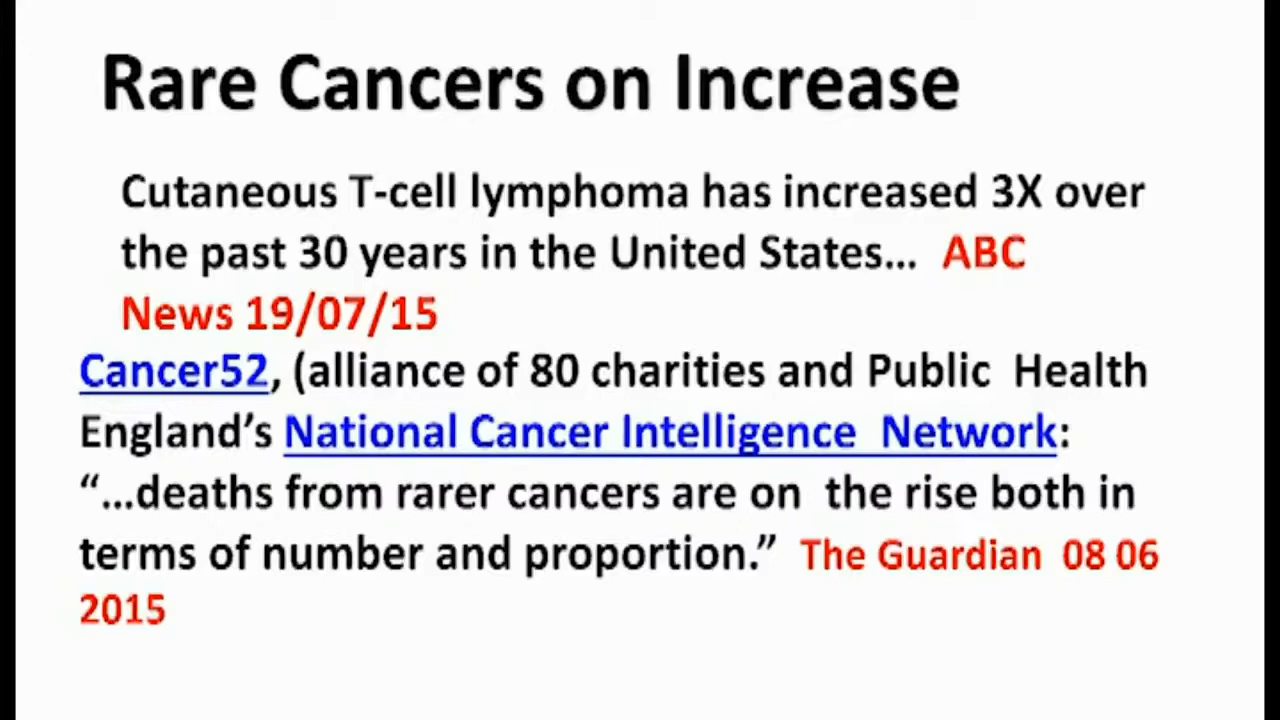 Rare Cancers on Increase
Cutaneous T-cell lymphoma has increased 3X over
the past 30 years in the United States... ABC
News 19/07/15
Cancer52, (alliance of 80 charities and Public Health
England’s National Cancer Intelligence Network:
“...deaths from rarer cancers are on the rise both in
terms of number and proportion.” The Guardian 08 06
2015